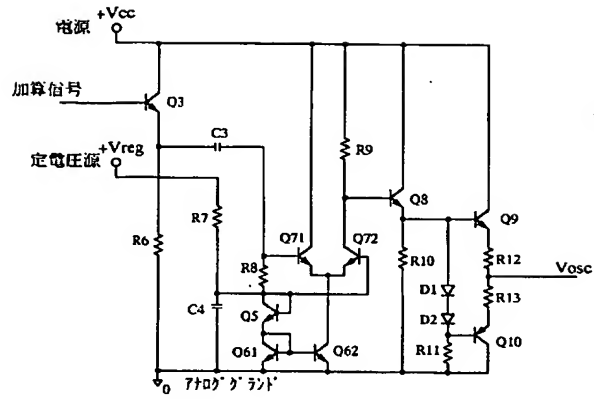 電源 +Vcc
加算信号
Q3
C3
定電圧源 +Vreg
R9
Q8
Q9
R7
R6
Q71
Q72
R8
R10
R12
Vosc
D1
R13
C4
Q5
D2
Q61
Q62
R11
Q10
0
アナログ グランド